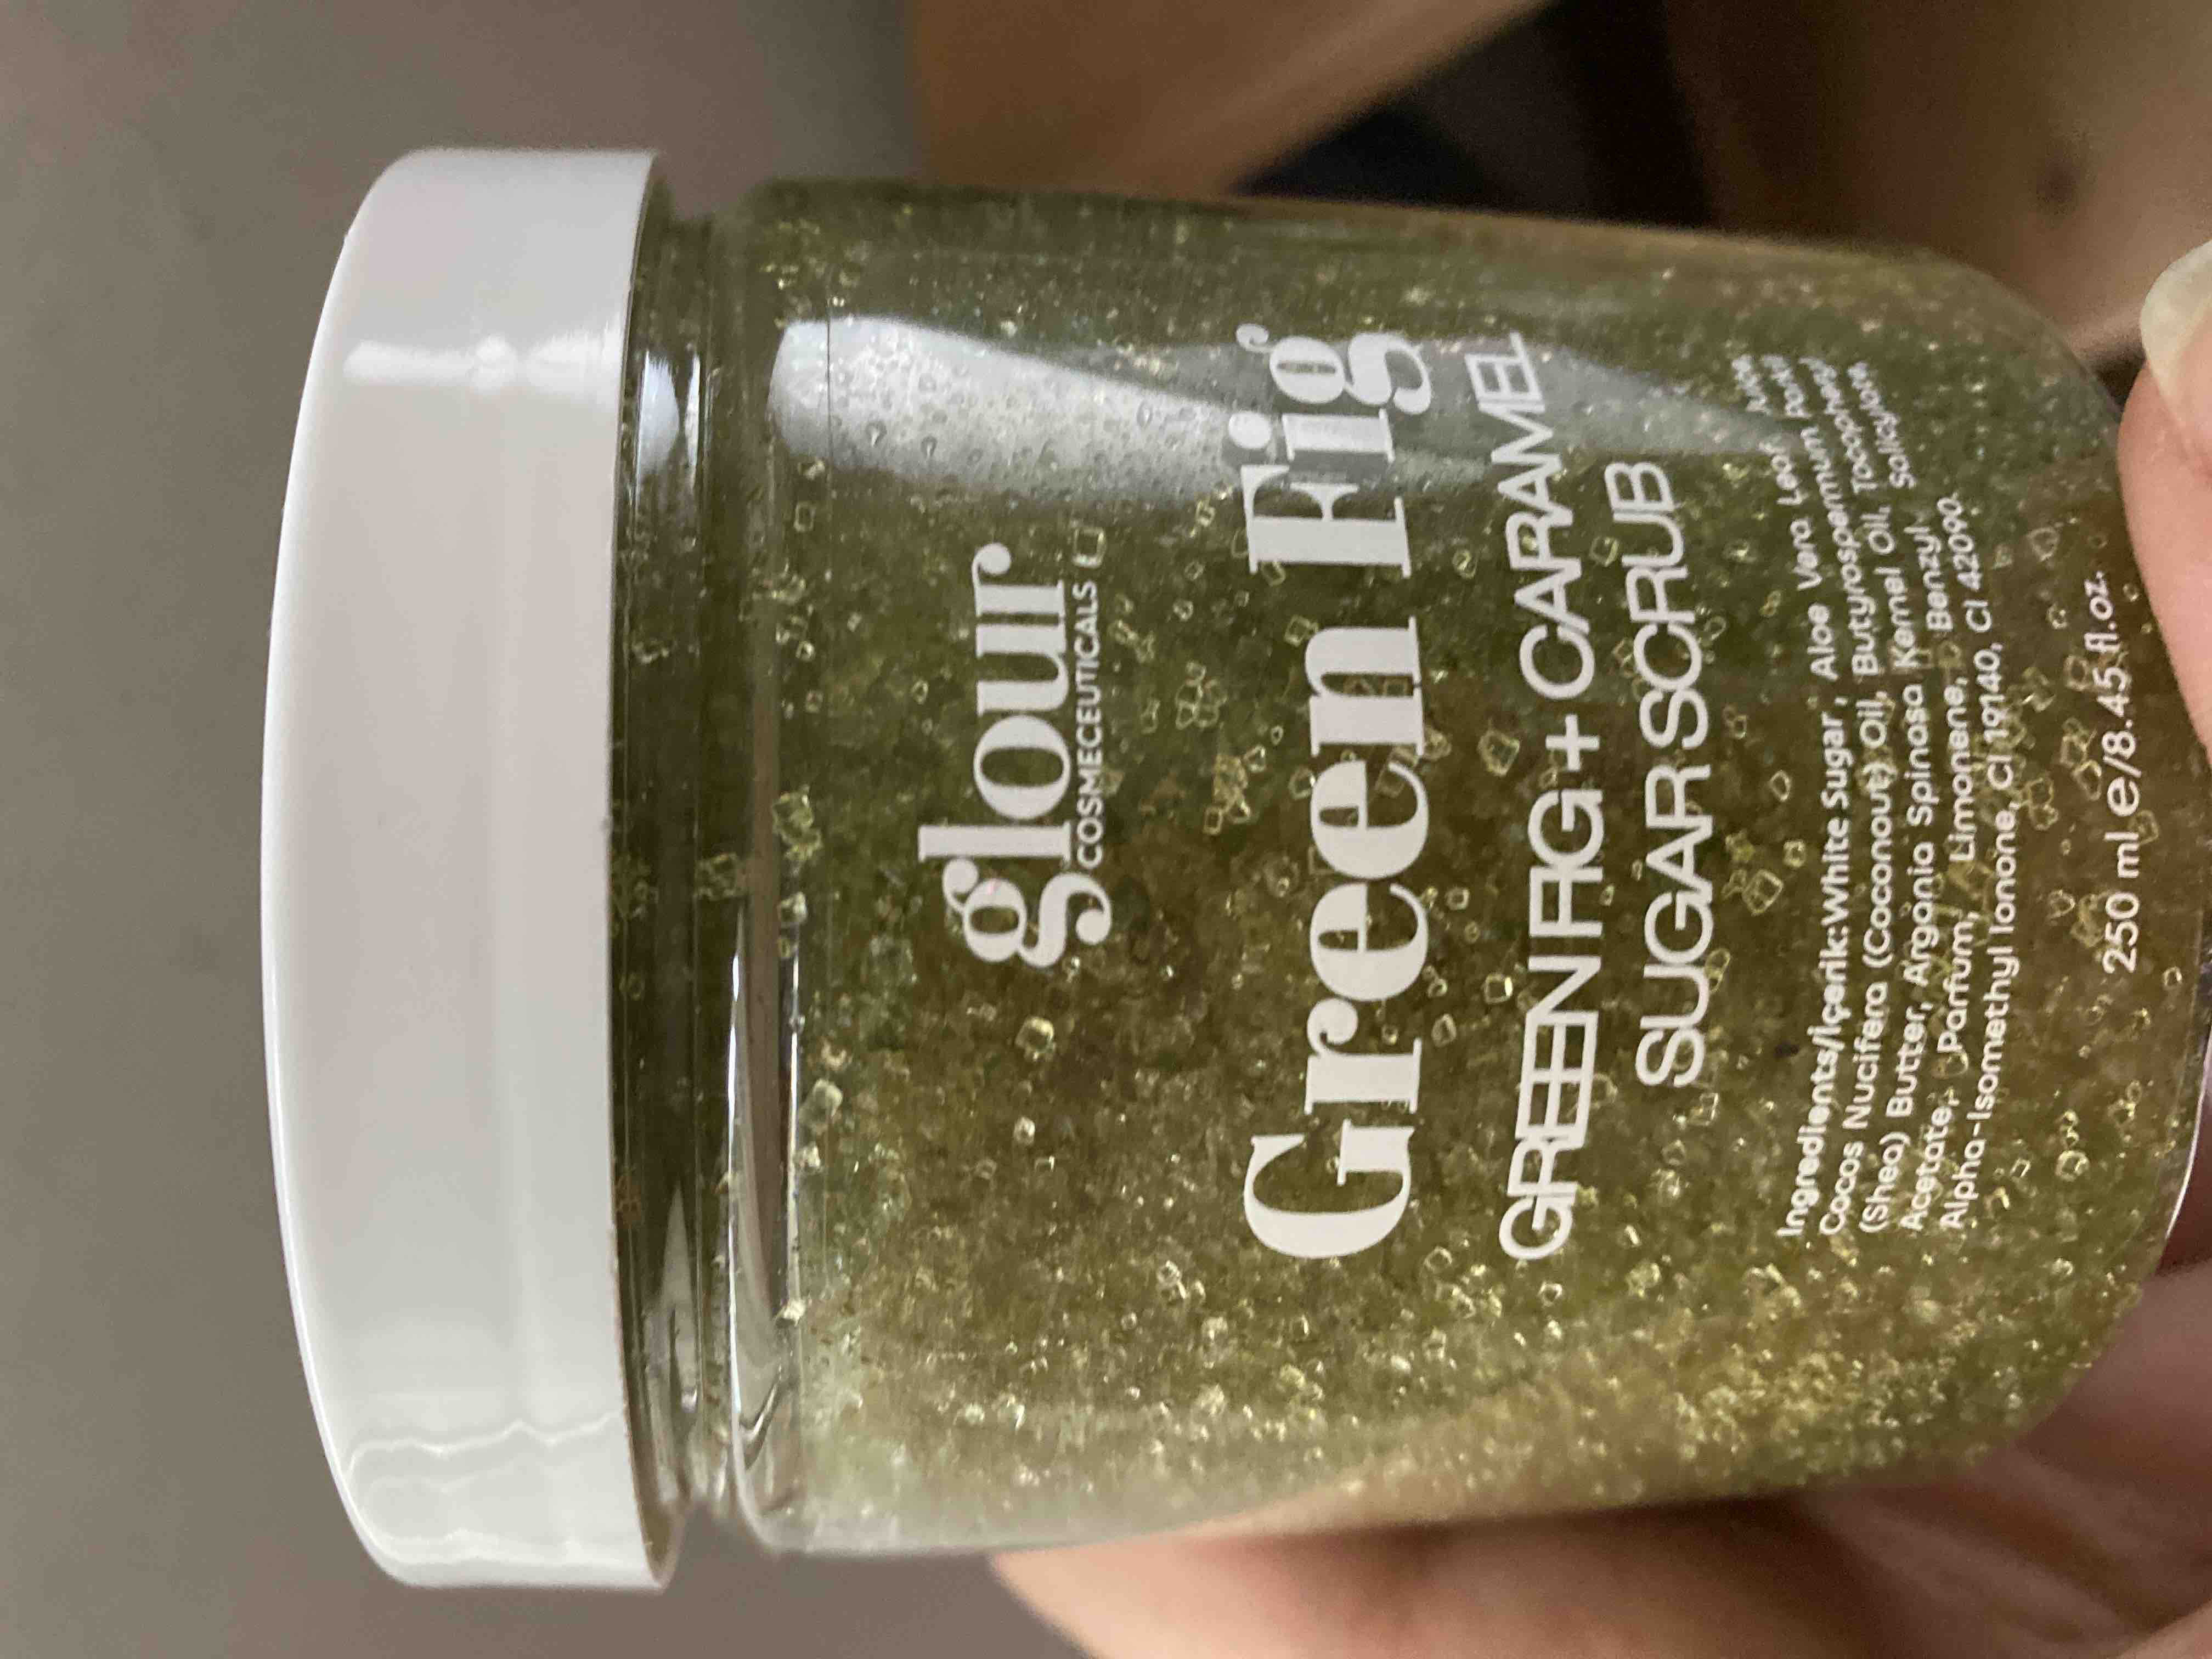 glour
COSMECEUTICALS
Green Fig
GREEN FIG + CARAMEL
SUGAR SCRUB
Ingredients/İçerik:White Sugar, Aloe Vera Leaf Juice
Cocos Nucifera (Coconout) Oil, Butyrospermum Parkii
(Shea) Butter, Argania Spinosa Kernel Oil, Tocopheryl
Acetate, Parfum, Limonene, Benzyl Salicylate,
Alpha-Isomethyl Ionone, CI 19140, CI 42090.
250 ml e/8.45 fl.oz.